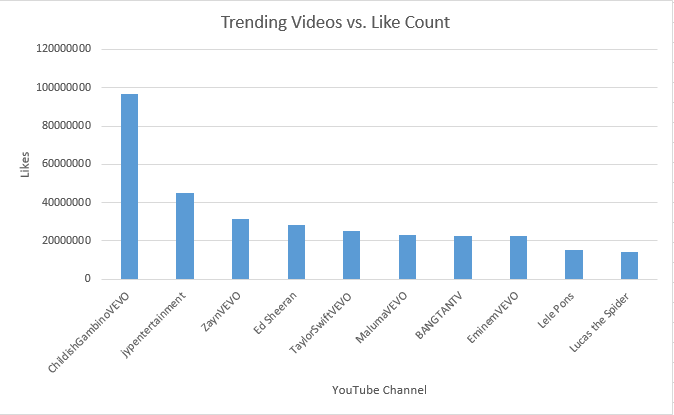 Trending Videos vs. Like Count
120000000
100000000
80000000
60000000
40000000
20000000
0
Likes
ChildishGambinoVEVO
jypentertainment
ZaynVEVO
Ed Sheeran
TaylorSwiftVEVO
MalumaVEVO
BANGTANTV
EminemVEVO
Lele Pons
Lucas the Spider
YouTube Channel